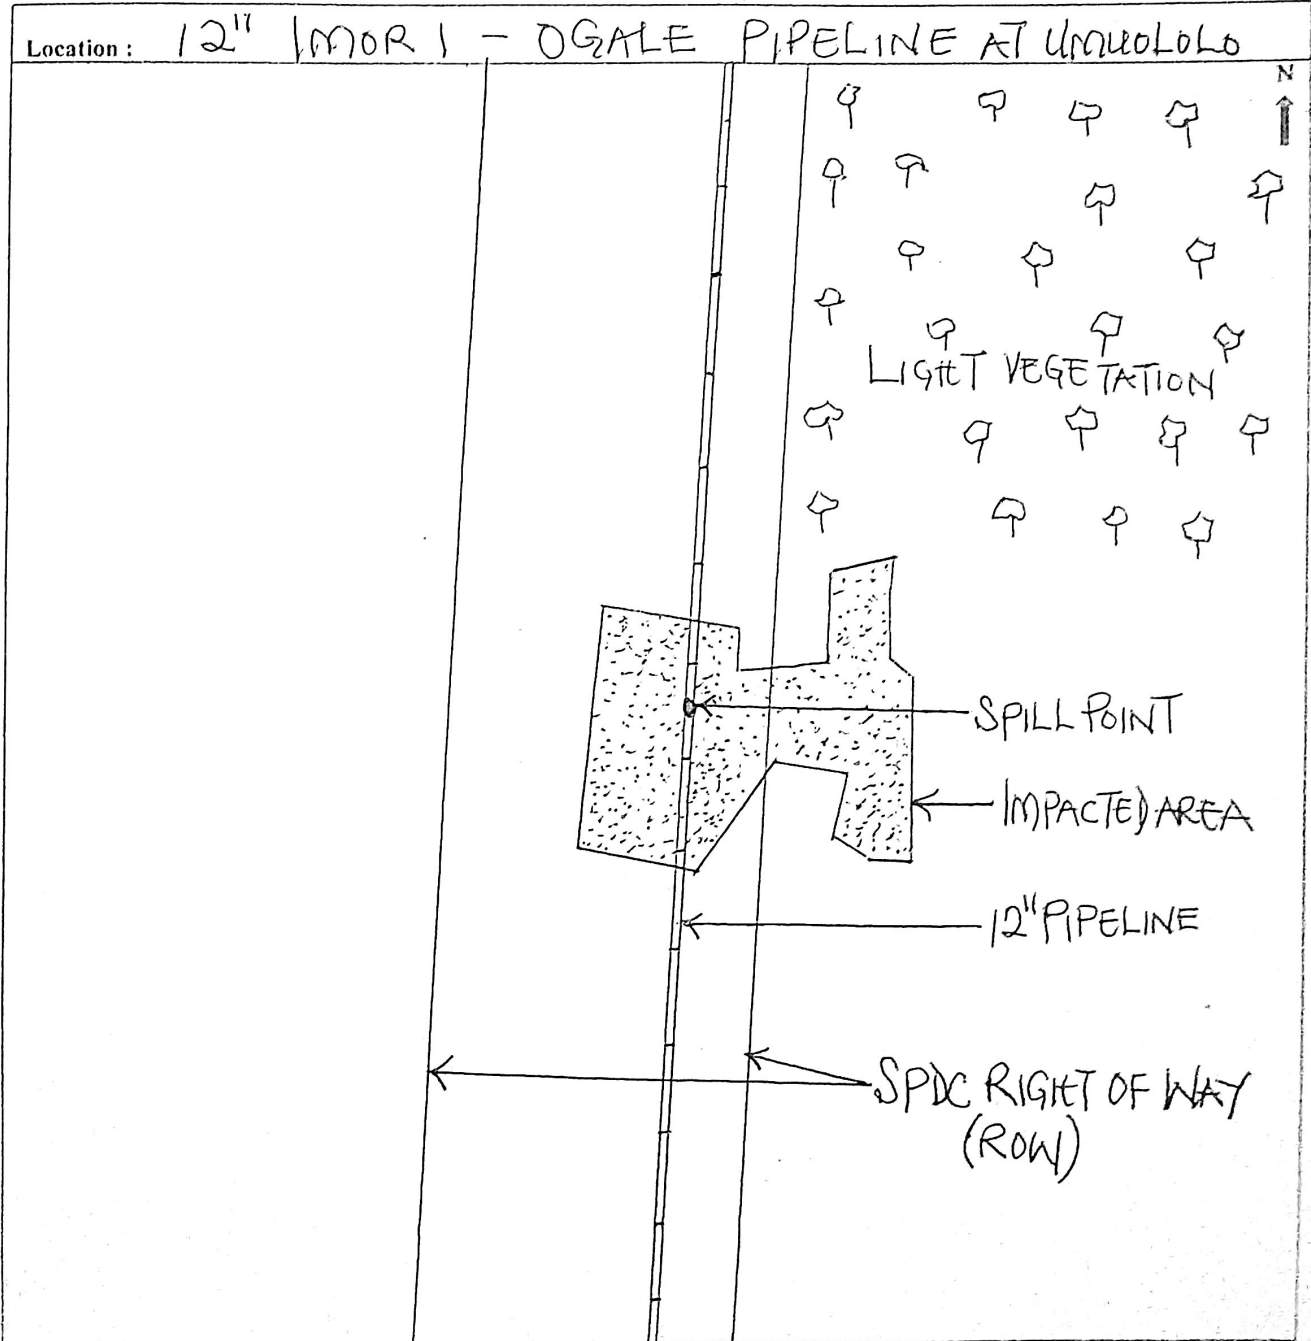 Location : 12" IMOR 1 - OGALE PIPELINE AT UMUOLOLO
N
LIGHT VEGETATION
SPILL POINT
IMPACTED AREA
12" PIPELINE
SPDC RIGHT OF WAY
(ROW)